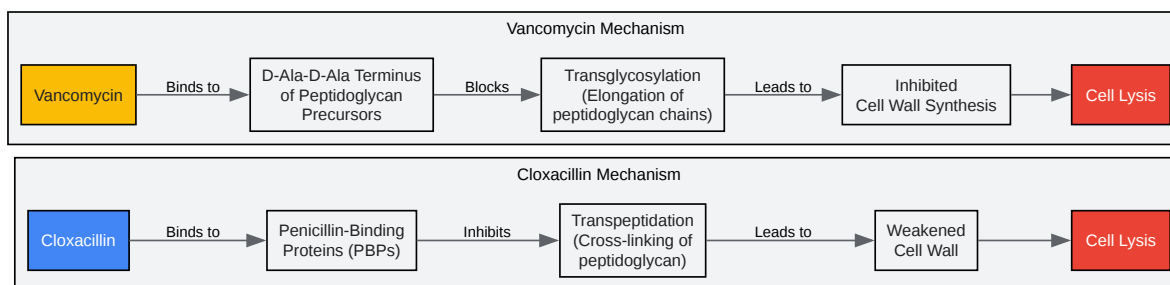 Vancomycin Mechanism
Vancomycin
Binds to
D-Ala-D-Ala Terminus
of Peptidoglycan
Precursors
Blocks
Transglycosylation
(Elongation of
peptidoglycan chains)
Leads to
Inhibited
Cell Wall Synthesis
Cell Lysis
Cloxacillin Mechanism
Cloxacillin
Binds to
Penicillin-Binding
Proteins (PBPs)
Inhibits
Transpeptidation
(Cross-linking of
peptidoglycan)
Leads to
Weakened
Cell Wall
Cell Lysis